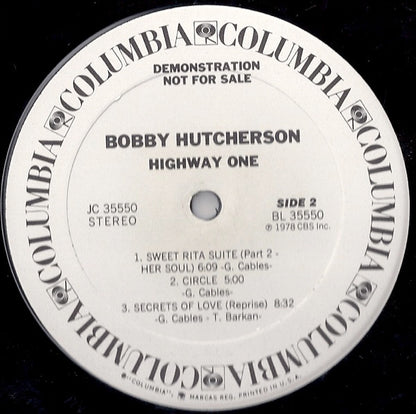 COLUMBIA COLUMBIA COLUMBIA COLUMBIA COLUMBIA COLUMBIA
DEMONSTRATION
NOT FOR SALE
BOBBY HUTCHERSON
HIGHWAY ONE
JC 35550
STEREO
SIDE 2
BL 35550
℗ 1978 CBS Inc.
1. SWEET RITA SUITE (Part 2 -
HER SOUL) 6:09 -G. Cables-
2. CIRCLE 5:00
-G. Cables-
3. SECRETS OF LOVE (Reprise) 8:32
-G. Cables - T. Barkan-
® "COLUMBIA", MARCAS REG. PRINTED IN U.S.A.